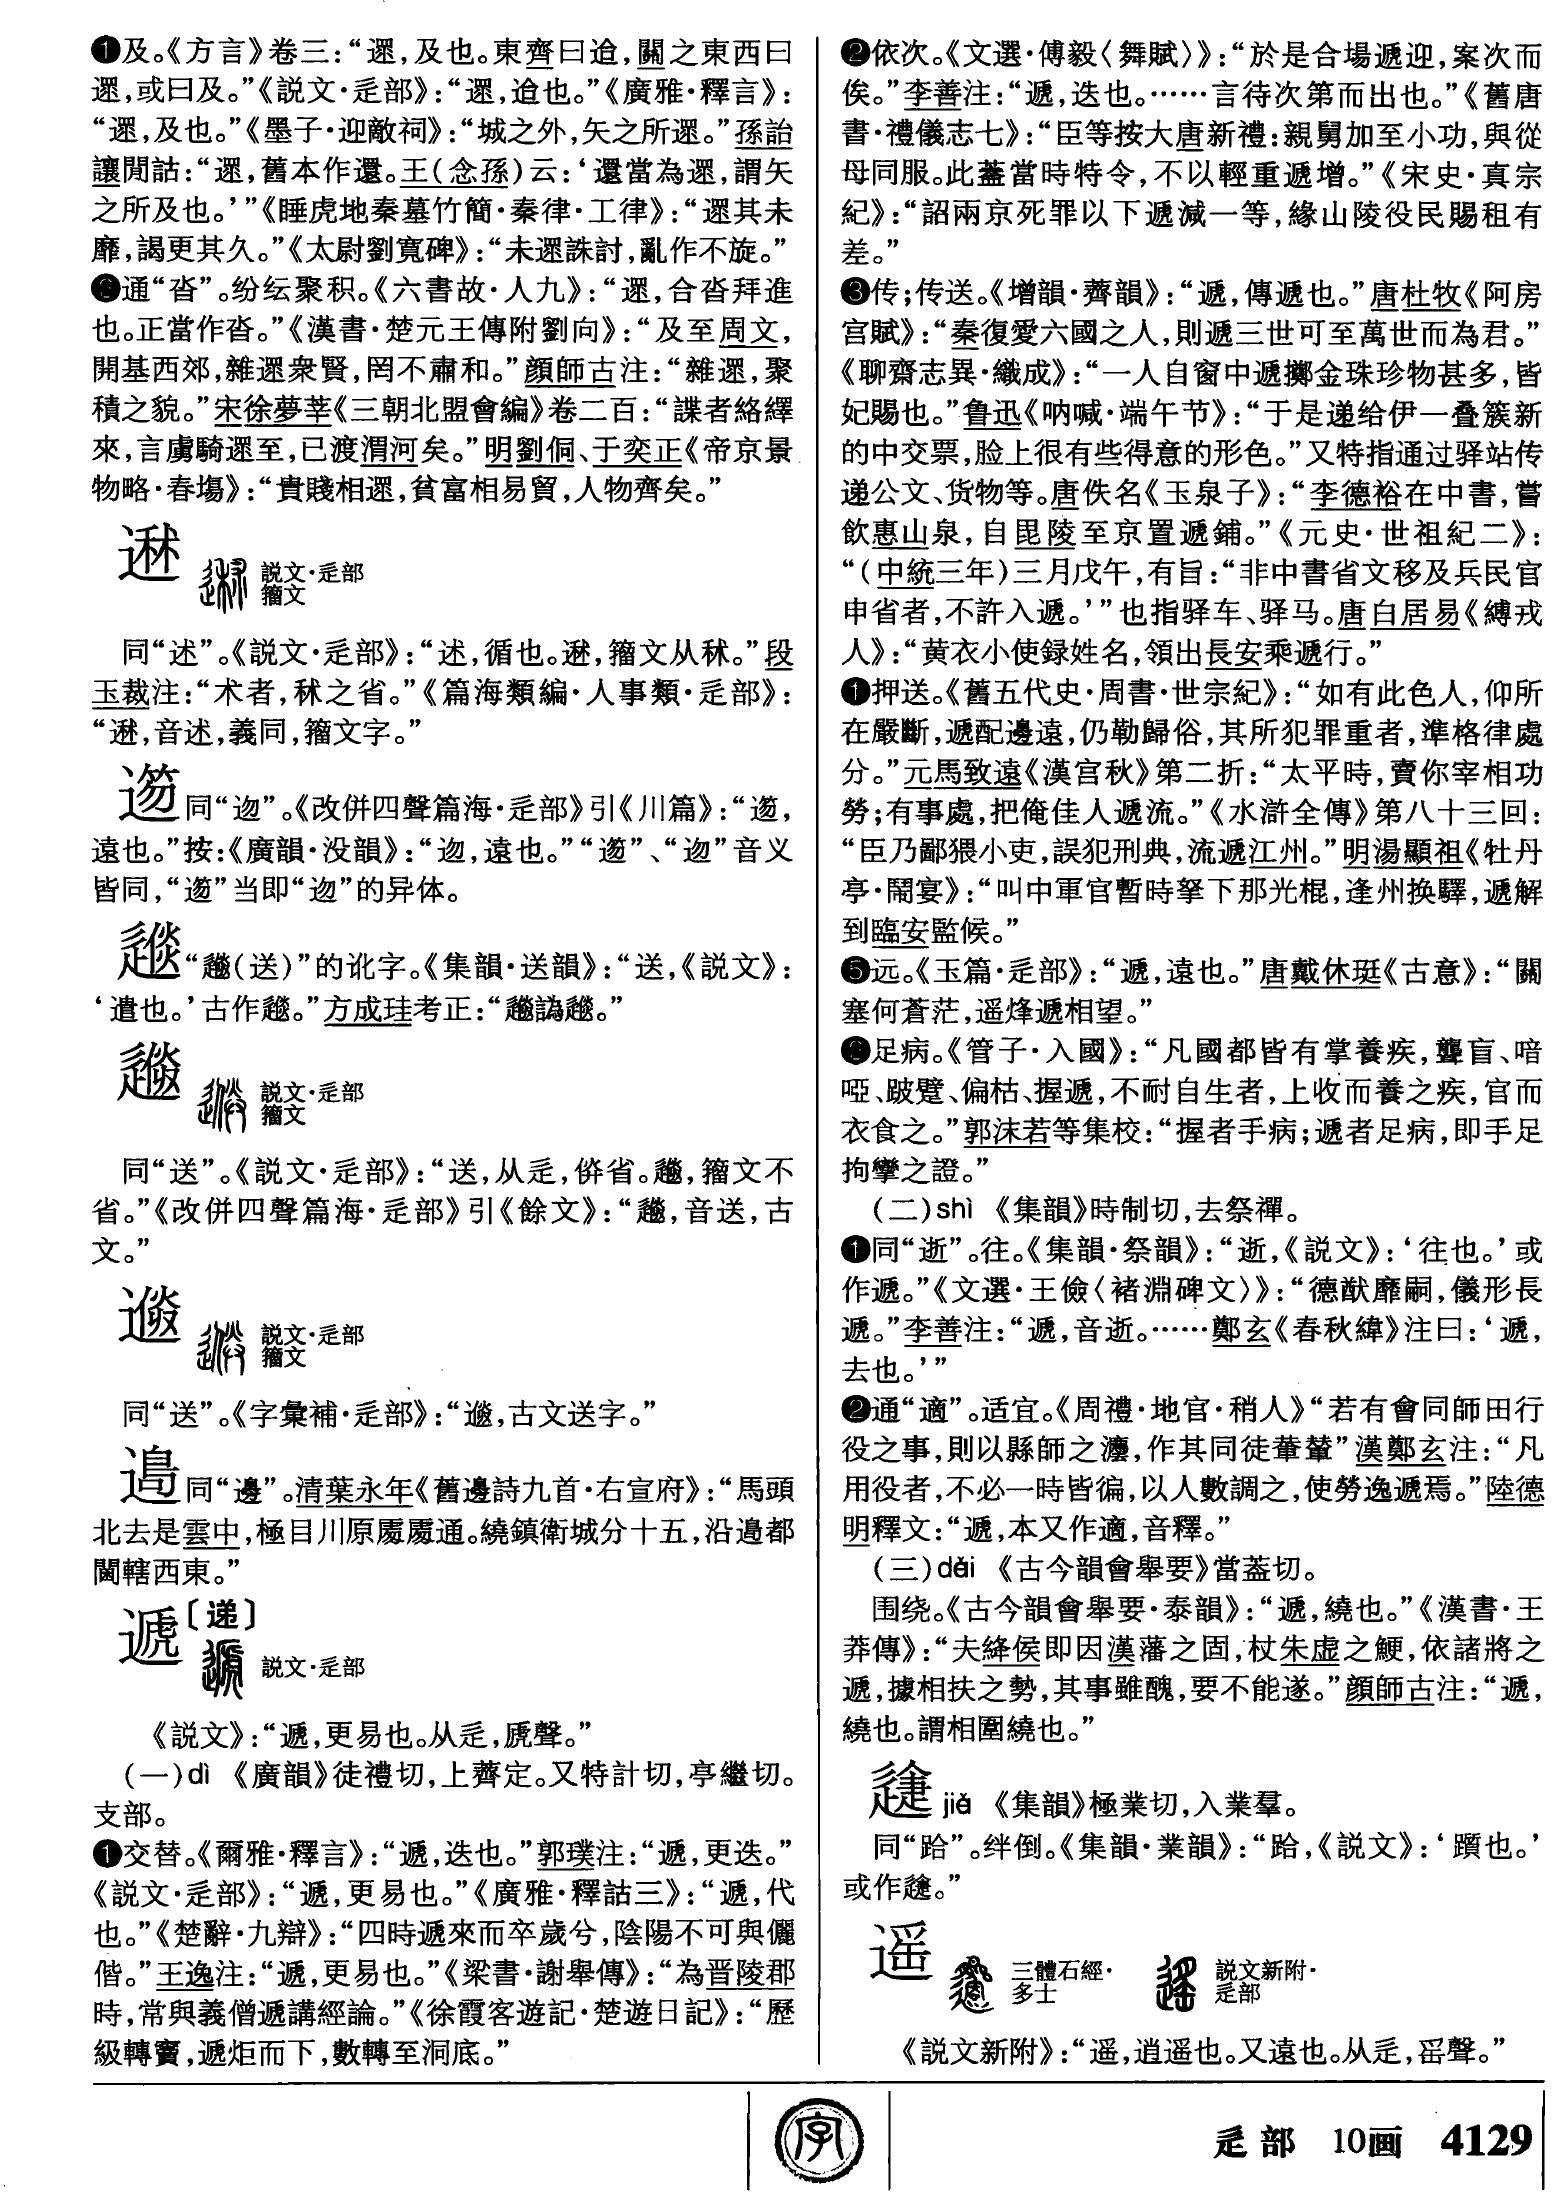 ❶及。《方言》卷三：“遝，及也。東齊曰迨，關之東西曰
遝，或曰及。”《説文·辵部》：“遝，迨也。”《廣雅·釋言》：
“遝，及也。”《墨子·迎敵祠》：“城之外，矢之所遝。”孫詒
讓閒詁：“遝，舊本作還。王(念孫)云：‘還當為遝，謂矢
之所及也。’”《睡虎地秦墓竹簡·秦律·工律》：“遝其未
靡，謁更其久。”《太尉劉寬碑》：“未遝誅討，亂作不旋。”
❷通“沓”。纷纭聚积。《六書故·人九》：“遝，合沓拜進
也。正當作沓。”《漢書·楚元王傳附劉向》：“及至周文，
開基西郊，雜遝衆賢，罔不肅和。”顔師古注：“雜遝，聚
積之貌。”宋徐夢莘《三朝北盟會編》卷二百：“諜者絡繹
來，言虜騎遝至，已渡渭河矣。”明劉侗、于奕正《帝京景
物略·春場》：“貴賤相遝，貧富相易貿，人物齊矣。”
説文·辵部
籀文
同“述”。《説文·辵部》：“述，循也。𨔾，籀文从秫。”段
玉裁注：“术者，秫之省。”《篇海類編·人事類·辵部》：
“𨔾，音述，義同，籀文字。”
同“迯”。《改併四聲篇海·辵部》引《川篇》：“，
遠也。”按：《廣韻·没韻》：“，遠也。”“”、“”音义
皆同，“”当即“”的异体。
“(送)”的讹字。《集韻·送韻》：“送，《説文》：
‘遣也。’古作。”方成珪考正：“譌。”
説文·辵部
籀文
同“送”。《説文·辵部》：“送，从辵，倴省。，籀文不
省。”《改併四聲篇海·辵部》引《餘文》：“，音送，古
文。”
説文·辵部
籀文
同“送”。《字彙補·辵部》：“，古文送字。”
同“邊”。清葉永年《舊邊詩九首·右宣府》：“馬頭
北去是雲中，極目川原處處通。繞鎮衛城分十五，沿都
閫轄西東。”
遞〔递〕
説文·辵部
《説文》：“遞，更易也。从辵，虒聲。”
(一)dì 《廣韻》徒禮切，上薺定。又特計切，亭繼切。
支部。
❶交替。《爾雅·釋言》：“遞，迭也。”郭璞注：“遞，更迭。”
《説文·辵部》：“遞，更易也。”《廣雅·釋詁三》：“遞，代
也。”《楚辭·九辯》：“四時遞來而卒歲兮，陰陽不可與儷
偕。”王逸注：“遞，更易也。”《梁書·謝舉傳》：“為晋陵郡
時，常與義僧遞講經論。”《徐霞客遊記·楚遊日記》：“歷
級轉竇，遞炬而下，數轉至洞底。”
❷依次。《文選·傅毅〈舞賦〉》：“於是合場遞迎，案次而
俟。”李善注：“遞，迭也。……言待次第而出也。”《舊唐
書·禮儀志七》：“臣等按大唐新禮：親舅加至小功，與從
母同服。此蓋當時特令，不以輕重遞增。”《宋史·真宗
紀》：“詔兩京死罪以下遞減一等，緣山陵役民賜租有
差。”
❸传；传送。《增韻·薺韻》：“遞，傳遞也。”唐杜牧《阿房
宫賦》：“秦復愛六國之人，則遞三世可至萬世而為君。”
《聊齋志異·織成》：“一人自窗中遞擲金珠珍物甚多，皆
妃賜也。”鲁迅《呐喊·端午节》：“于是递给伊一叠簇新
的中交票，脸上很有些得意的形色。”又特指通过驿站传
递公文、货物等。唐佚名《玉泉子》：“李德裕在中書，嘗
飲惠山泉，自毘陵至京置遞鋪。”《元史·世祖紀二》：
“(中統三年)三月戊午，有旨：“非中書省文移及兵民官
申省者，不許入遞。’”也指驿车、驿马。唐白居易《縛戎
人》：“黄衣小使録姓名，領出長安乘遞行。”
❶押送。《舊五代史·周書·世宗紀》：“如有此色人，仰所
在嚴斷，遞配邊遠，仍勒歸俗，其所犯罪重者，準格律處
分。”元馬致遠《漢宫秋》第二折：“太平時，賣你宰相功
勞；有事處，把俺佳人遞流。”《水滸全傳》第八十三回：
“臣乃鄙猥小吏，誤犯刑典，流遞江州。”明湯顯祖《牡丹
亭·鬧宴》：“叫中軍官暫時拏下那光棍，逢州换驛，遞解
到臨安監候。”
❺远。《玉篇·辵部》：“遞，遠也。”唐戴休珽《古意》：“關
塞何蒼茫，遥烽遞相望。”
❻足病。《管子·入國》：“凡國都皆有掌養疾，聾盲、喑
啞、跛躄、偏枯、握遞，不耐自生者，上收而養之疾，官而
衣食之。”郭沫若等集校：“握者手病；遞者足病，即手足
拘攣之證。”
(二)shì 《集韻》時制切，去祭禪。
❶同“逝”。往。《集韻·祭韻》：“逝，《説文》：‘往也。’或
作遞。”《文選·王儉〈褚淵碑文〉》：“德猷靡嗣，儀形長
遞。”李善注：“遞，音逝。……鄭玄《春秋緯》注曰：‘遞，
去也。’”
❷通“適”。适宜。《周禮·地官·稍人》“若有會同師田行
役之事，則以縣師之灋，作其同徒輂輦”漢鄭玄注：“凡
用役者，不必一時皆徧，以人數調之，使勞逸遞焉。”陸德
明釋文：“遞，本又作適，音釋。”
(三)dài 《古今韻會舉要》當蓋切。
围绕。《古今韻會舉要·泰韻》：“遞，繞也。”《漢書·王
莽傳》：“夫絳侯即因漢藩之固，杖朱虚之鯁，依諸將之
遞，據相扶之勢，其事雖醜，要不能遂。”顔師古注：“遞，
繞也。謂相圍繞也。”
jié 《集韻》極業切，入業羣。
同“跲”。绊倒。《集韻·業韻》：“跲，《説文》：‘躓也。’
或作。”
遥 三體石經· 説文新附·
多士 辵部
《説文新附》：“遥，逍遥也。又遠也。从辵，䍃聲。”
字
辵部 10画 4129